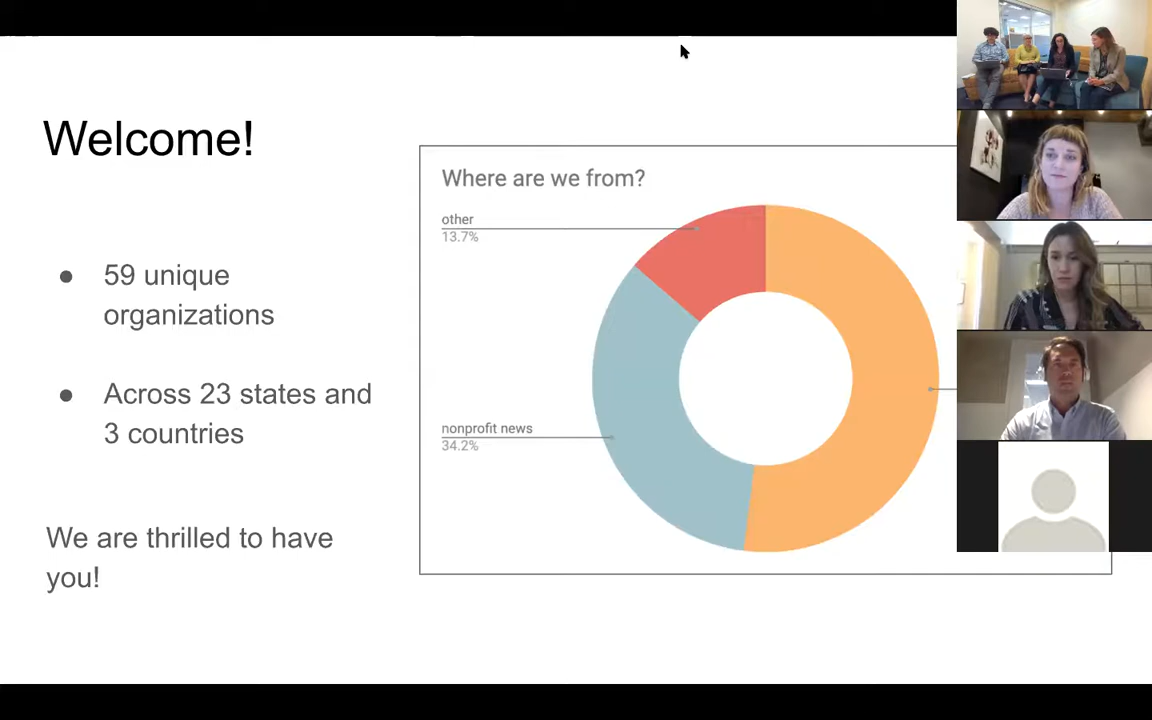 Welcome!
● 59 unique
organizations
● Across 23 states and
3 countries
We are thrilled to have
you!
Where are we from?
other
13.7%
nonprofit news
34.2%